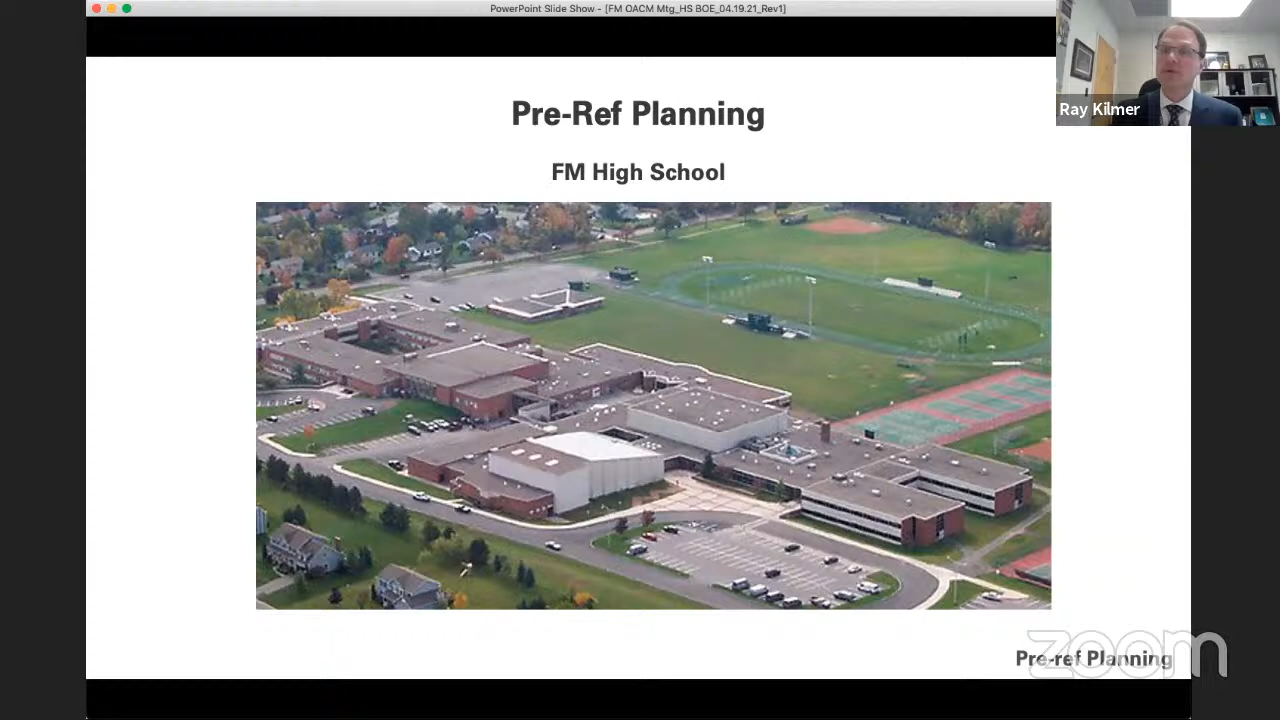 PowerPoint Slide Show - [FM OACM Mtg_HS BOE_04.19.21_Rev1]
Ray Kilmer
Pre-Ref Planning
FM High School
zoom
Pre-ref Planning